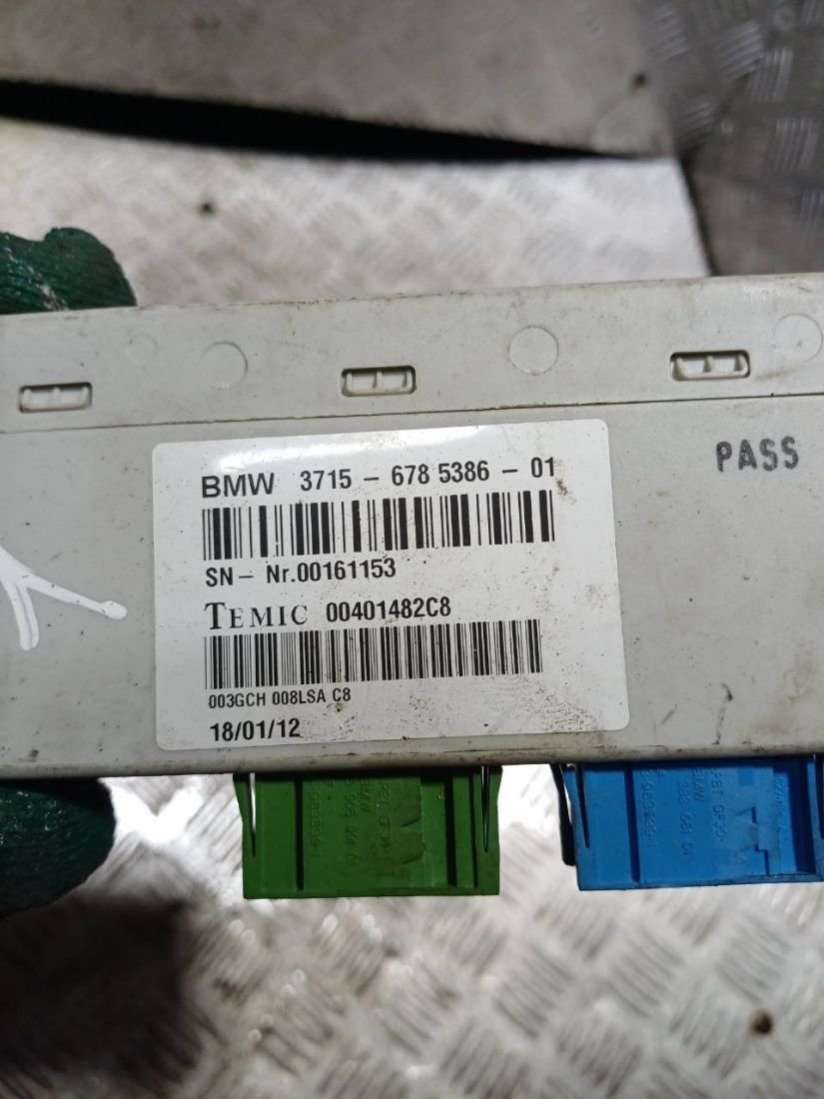 PASS
BMW 3715 - 678 5386 - 01
SN - Nr.00161153
TEMIC 00401482C8
003GCH 008LSA C8
18/01/12